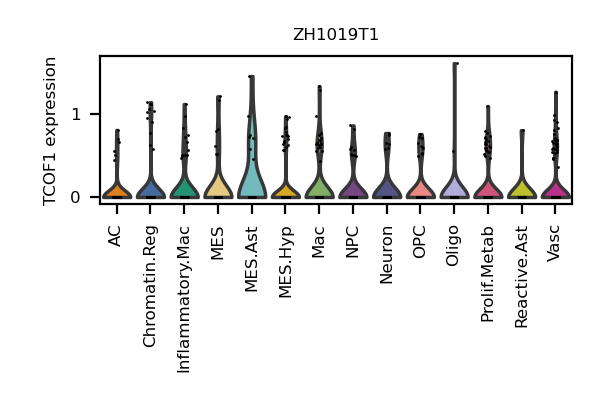 ZH1019T1
TCOF1 expression
1
0
AC
Chromatin.Reg
Inflammatory.Mac
MES
MES.Ast
MES.Hyp
Mac
NPC
Neuron
OPC
Oligo
Prolif.Metab
Reactive.Ast
Vasc